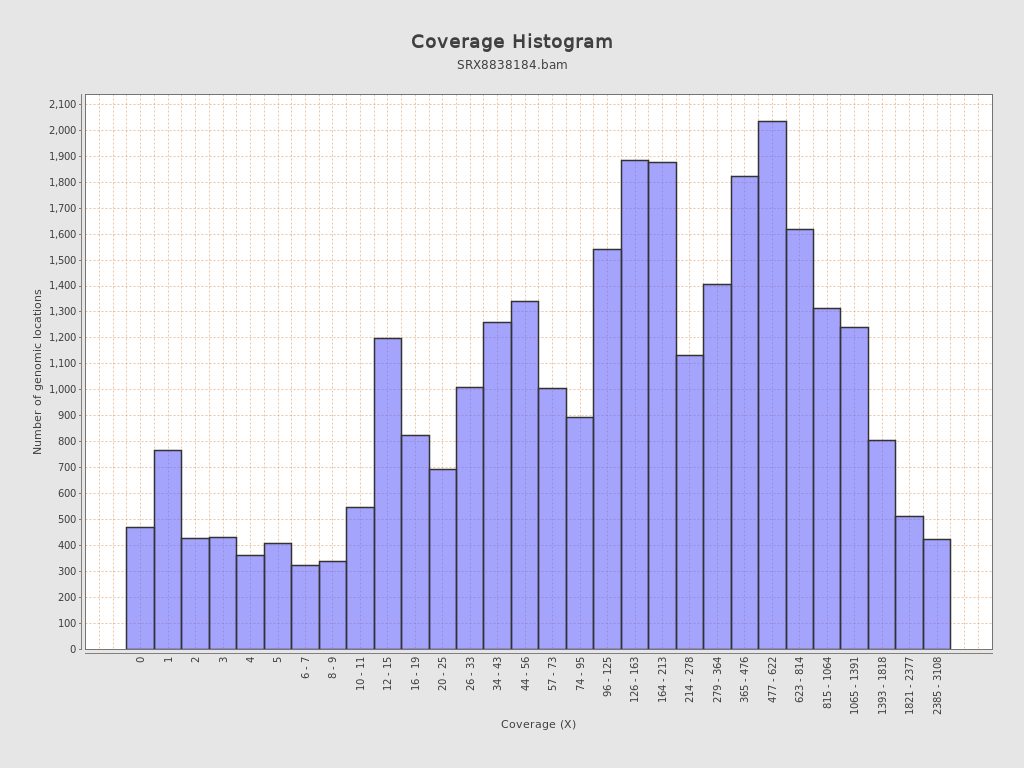 Coverage Histogram
SRX8838184.bam
Number of genomic locations
2,100
2,000
1,900
1,800
1,700
1,600
1,500
1,400
1,300
1,200
1,100
1,000
900
800
700
600
500
400
300
200
100
0
0
1
2
3
4
5
6 - 7
8 - 9
10 - 11
12 - 15
16 - 19
20 - 25
26 - 33
34 - 43
44 - 56
57 - 73
74 - 95
96 - 125
126 - 163
164 - 213
214 - 278
279 - 364
365 - 476
477 - 622
623 - 814
815 - 1064
1065 - 1391
1393 - 1818
1821 - 2377
2385 - 3108
Coverage (X)